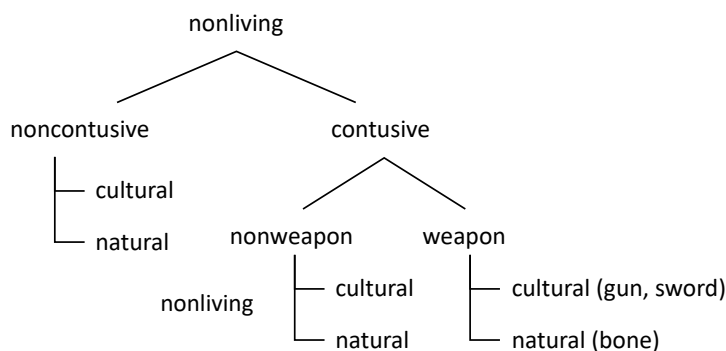 nonliving
noncontusive contusive
cultural
natural
nonweapon weapon
nonliving cultural cultural (gun, sword)
natural natural (bone)